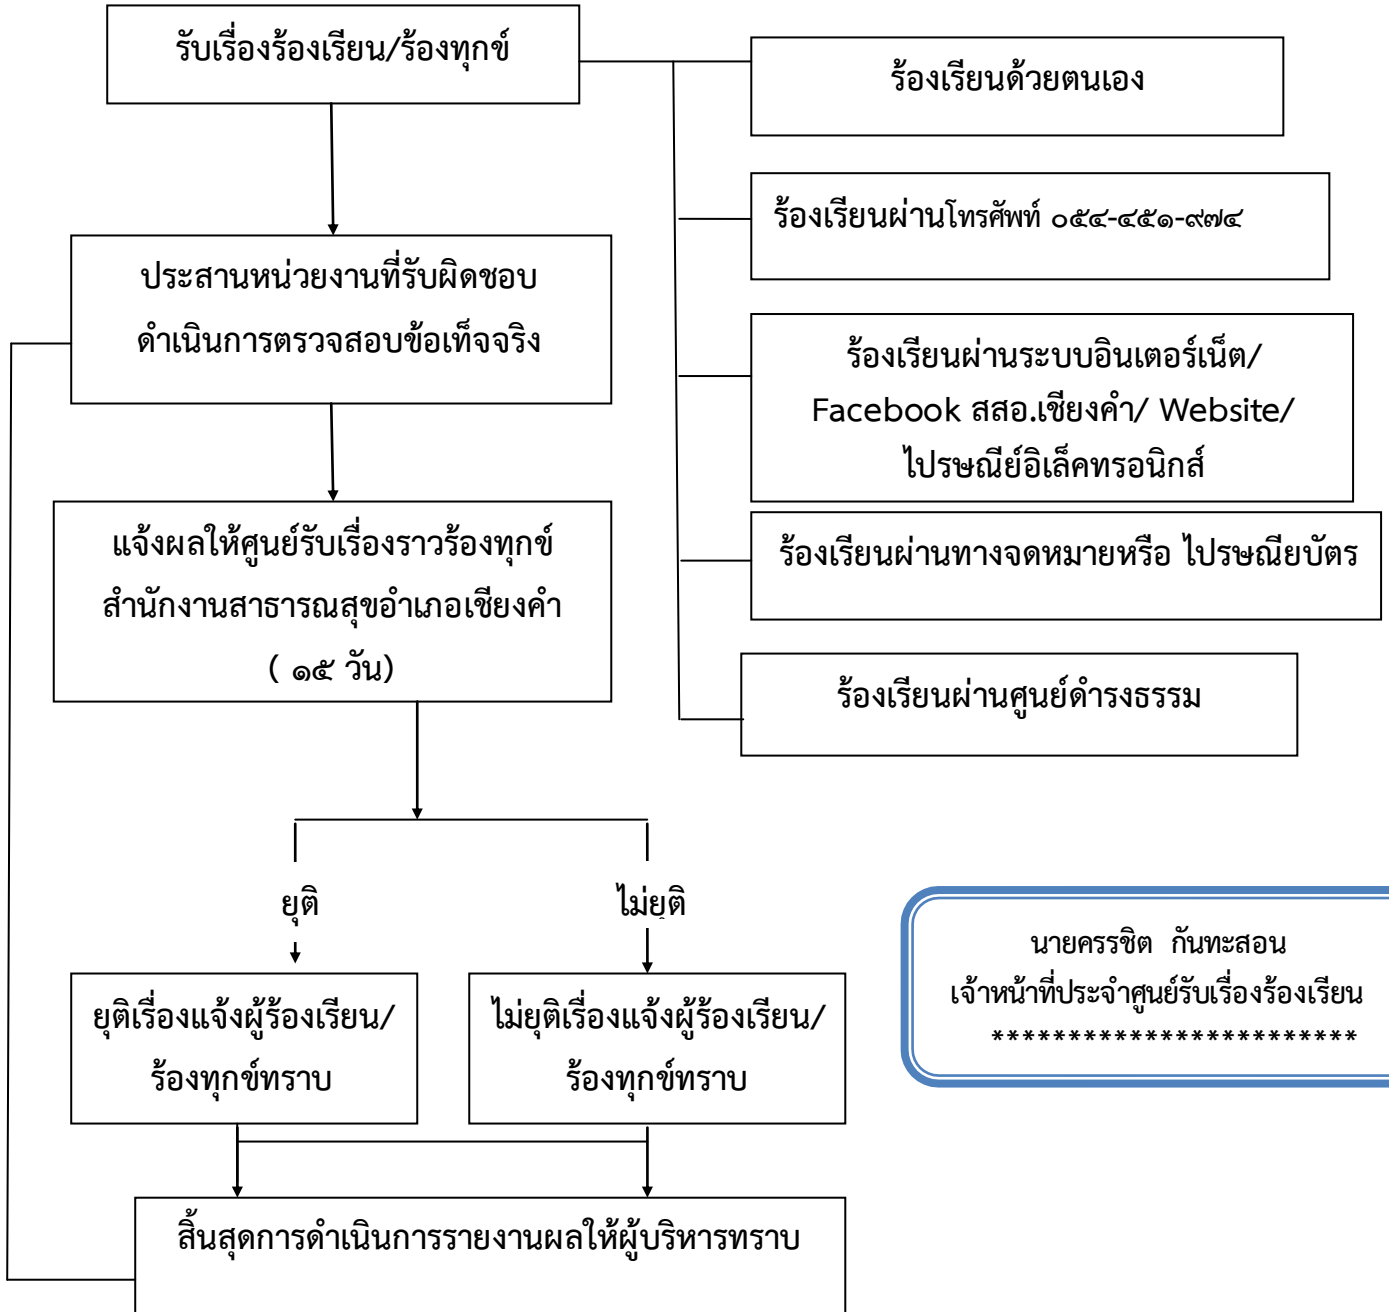 รับเรื่องร้องเรียน/ร้องทุกข์
ร้องเรียนด้วยตนเอง
ร้องเรียนผ่านโทรศัพท์ ๐๕๔-๔๕๑-๙๗๔
ประสานหน่วยงานที่รับผิดชอบ
ดำเนินการตรวจสอบข้อเท็จจริง
ร้องเรียนผ่านระบบอินเตอร์เน็ต/
Facebook สสอ.เชียงคำ/ Website/
ไปรษณีย์อิเล็คทรอนิกส์
แจ้งผลให้ศูนย์รับเรื่องราวร้องทุกข์
สำนักงานสาธารณสุขอำเภอเชียงคำ
( ๑๕ วัน)
ร้องเรียนผ่านทางจดหมายหรือ ไปรษณียบัตร
ร้องเรียนผ่านศูนย์ดำรงธรรม
ยุติ
ไม่ยุติ
ยุติเรื่องแจ้งผู้ร้องเรียน/
ร้องทุกข์ทราบ
ไม่ยุติเรื่องแจ้งผู้ร้องเรียน/
ร้องทุกข์ทราบ
นายครรชิต กันทะสอน
เจ้าหน้าที่ประจำศูนย์รับเรื่องร้องเรียน
************************
สิ้นสุดการดำเนินการรายงานผลให้ผู้บริหารทราบ